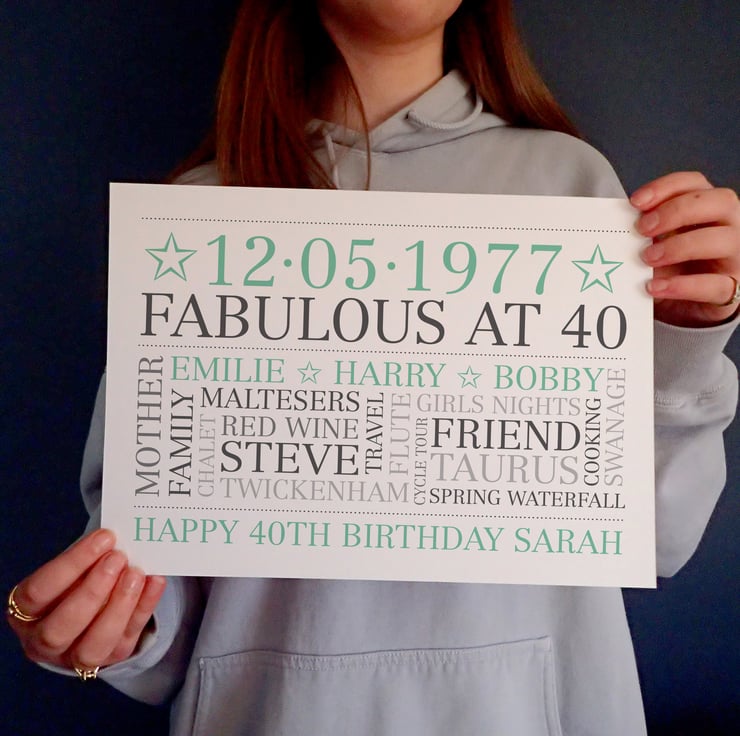 ☆12·05·1977☆
FABULOUS AT 40
EMILIE ☆ HARRY ☆ BOBBY
MOTHER
FAMILY
CHALET
MALTESERS
RED WINE
STEVE
TWICKENHAM
TRAVEL
FLUTE
CYCLE TOUR
GIRLS NIGHTS
FRIEND
TAURUS
SPRING WATERFALL
COOKING
SWANAGE
HAPPY 40TH BIRTHDAY SARAH